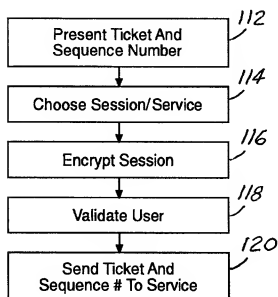 112
Present Ticket And
Sequence Number
114
Choose Session/Service
116
Encrypt Session
118
Validate User
120
Send Ticket And
Sequence # To Service